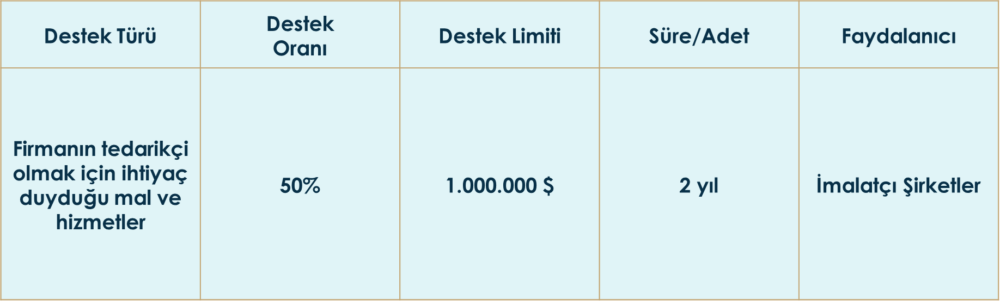 Destek Türü
Destek
Oranı
Destek Limiti
Süre/Adet
Faydalanıcı
Firmanın tedarikçi
olmak için ihtiyaç
duyduğu mal ve
hizmetler
50%
1.000.000 $
2 yıl
İmalatçı Şirketler